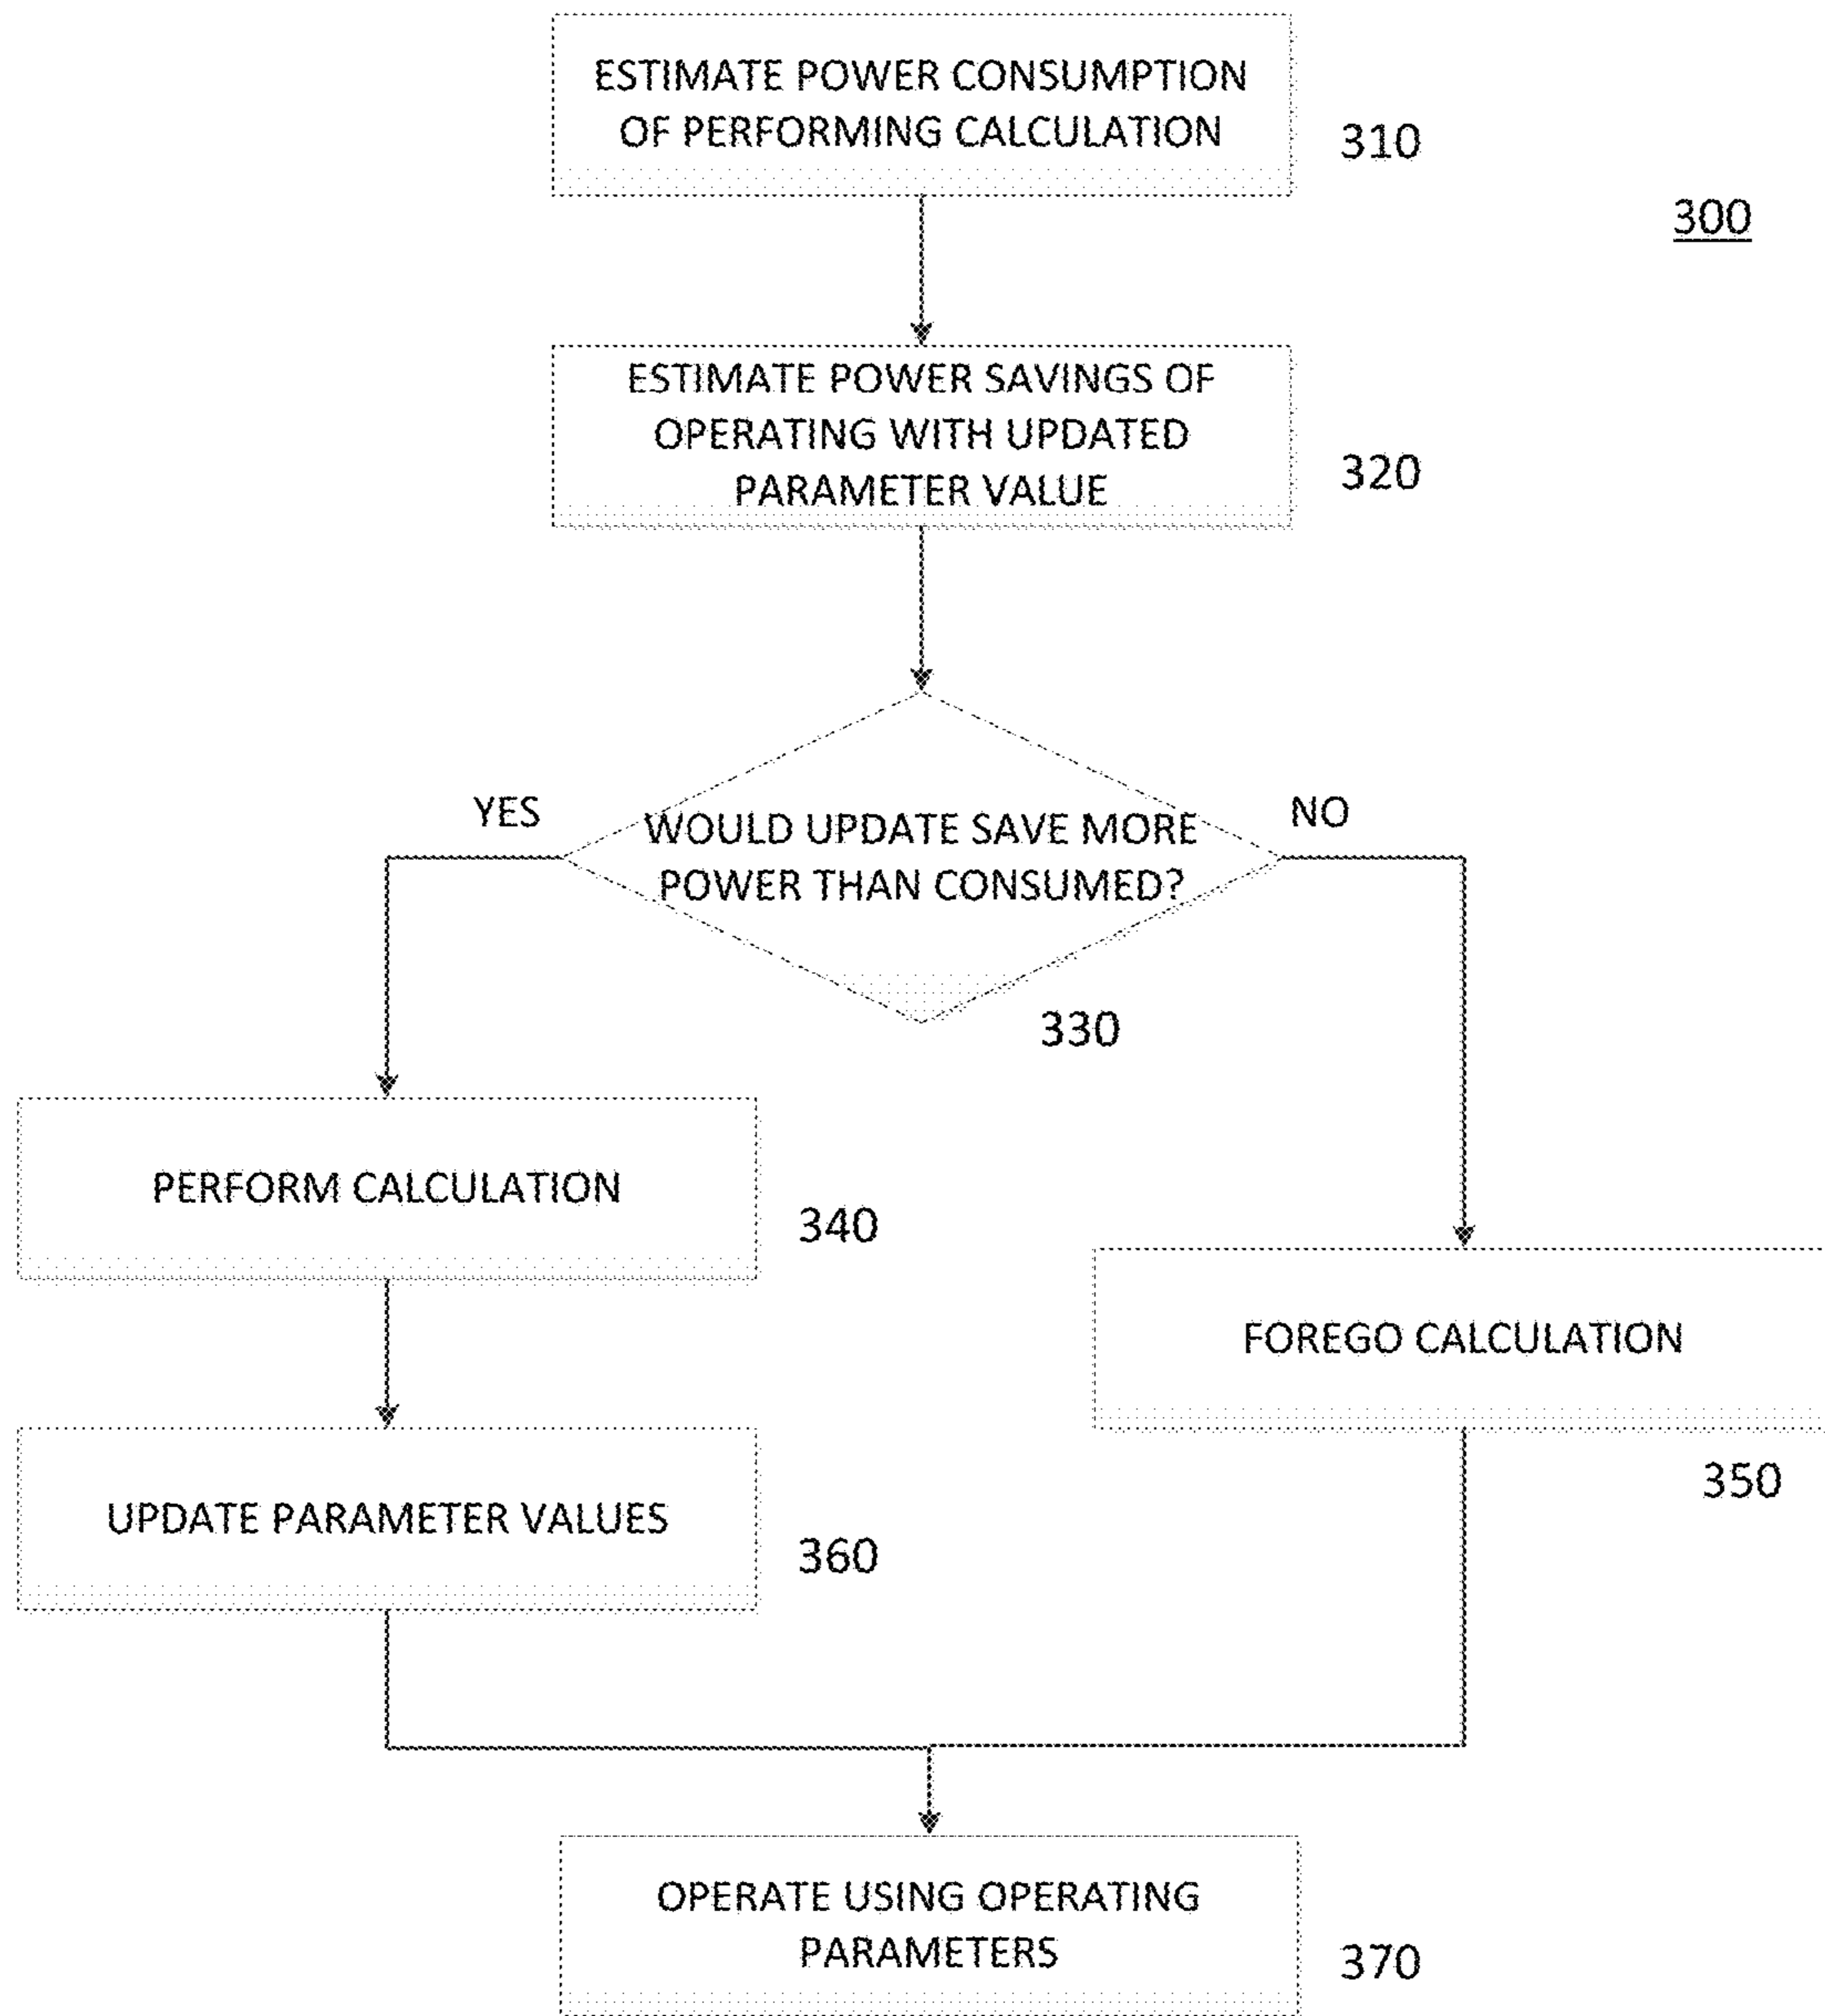 ESTIMATE POWER CONSUMPTION
OF PERFORMING CALCULATION
310
300
ESTIMATE POWER SAVINGS OF
OPERATING WITH UPDATED
PARAMETER VALUE
320
YES
NO
WOULD UPDATE SAVE MORE
POWER THAN CONSUMED?
330
PERFORM CALCULATION
340
FOREGO CALCULATION
350
UPDATE PARAMETER VALUES
360
OPERATE USING OPERATING
PARAMETERS
370